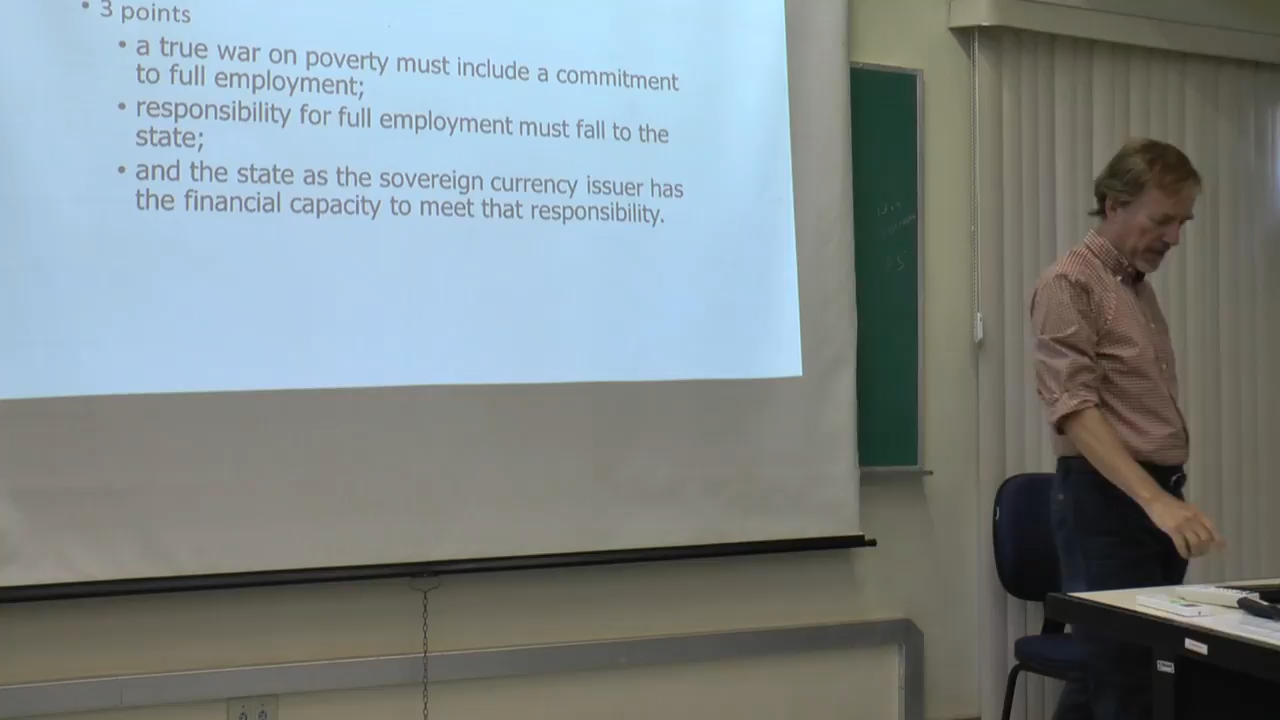 • 3 points
• a true war on poverty must include a commitment
to full employment;
• responsibility for full employment must fall to the
state;
• and the state as the sovereign currency issuer has
the financial capacity to meet that responsibility.